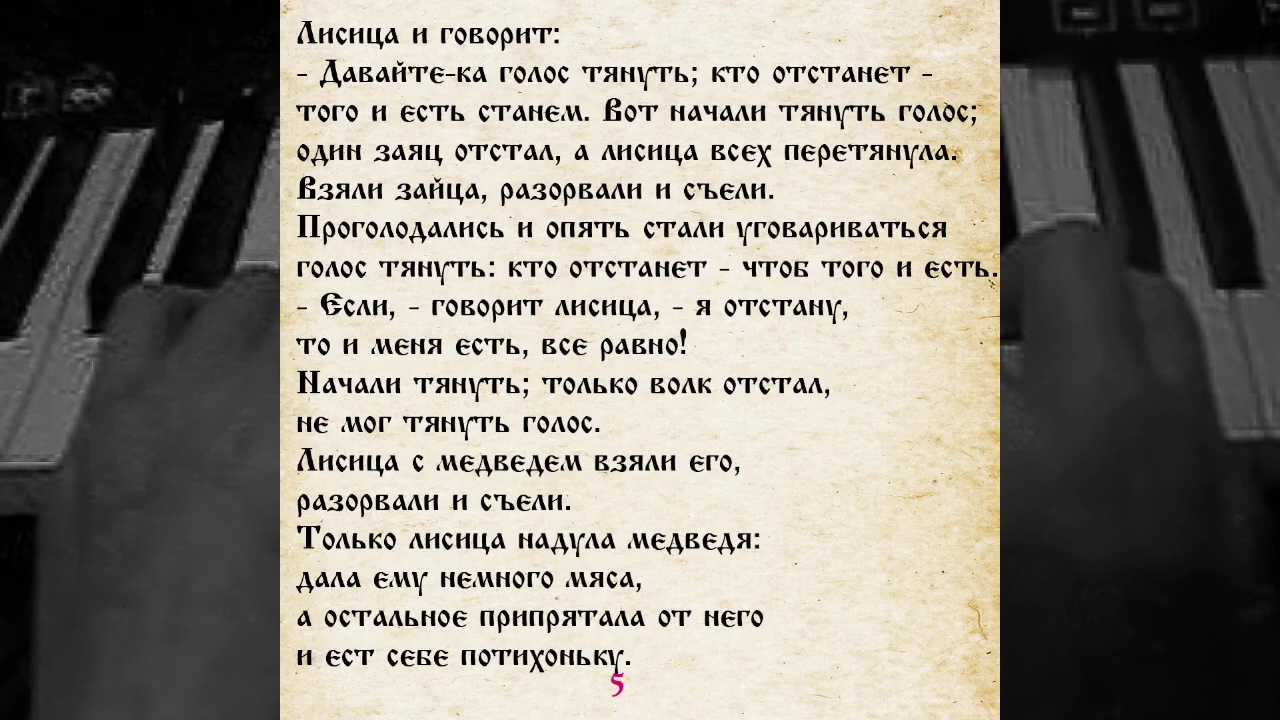 Лисица и говорит:
- Давайте-ка голос тянуть; кто отстанет -
того и есть станем. Вот начали тянуть голос;
один заяц отстал, а лисица всех перетянула.
Взяли зайца, разорвали и съели.
Проголодались и опять стали уговариваться
голос тянуть: кто отстанет - чтоб того и есть.
- Если, - говорит лисица, - я отстану,
то и меня есть, все равно!
Начали тянуть; только волк отстал,
не мог тянуть голос.
Лисица с медведем взяли его,
разорвали и съели.
Только лисица надула медведя:
дала ему немного мяса,
а остальное припрятала от него
и ест себе потихоньку.
5